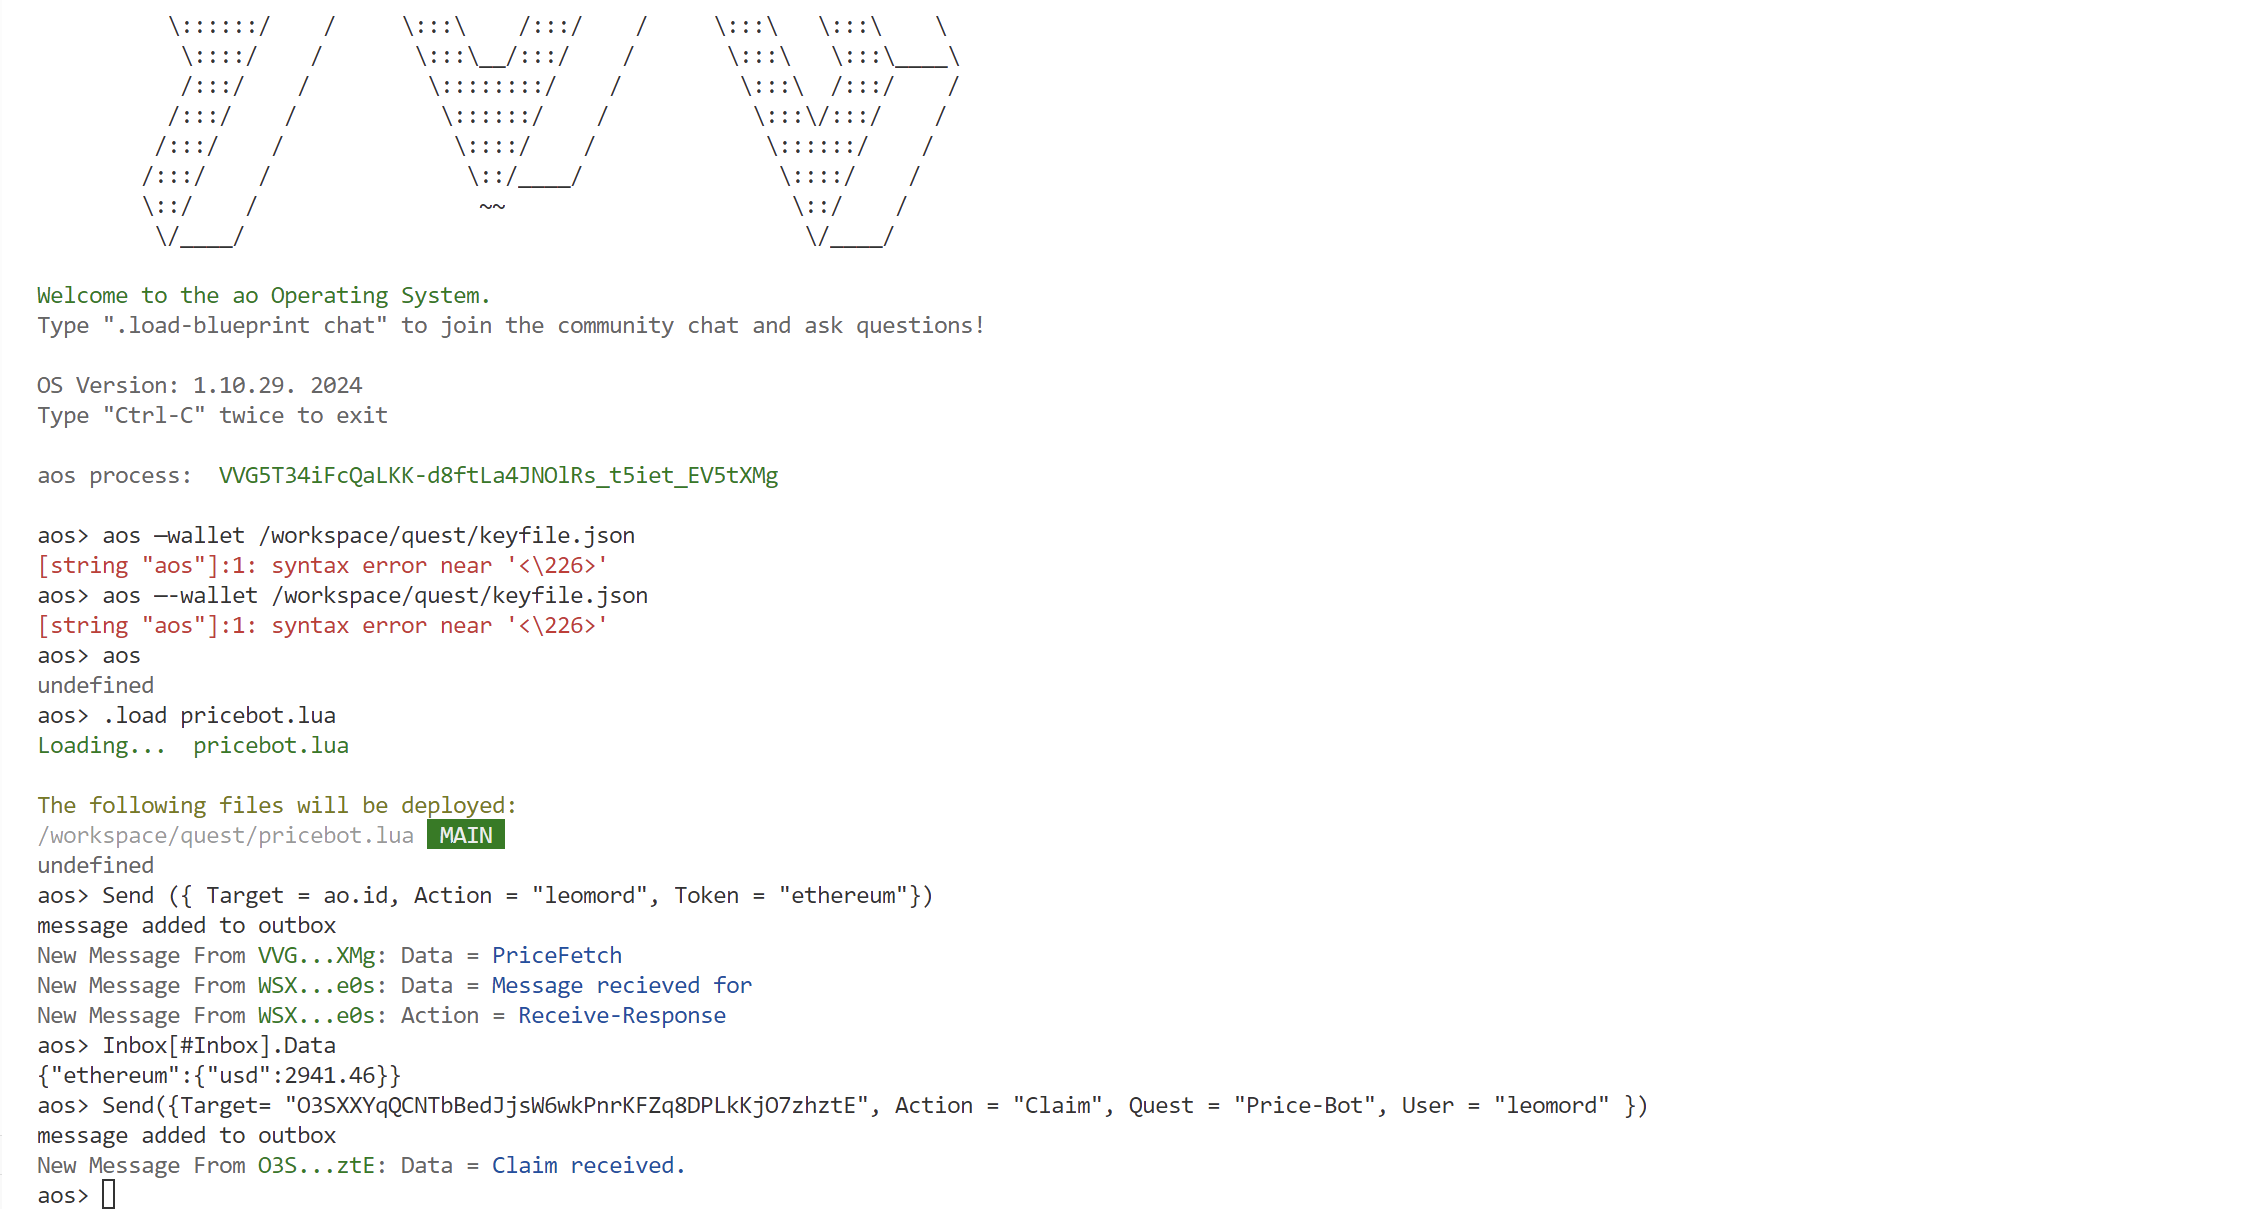 \::::::/    /     \:::\    /:::/    /     \:::\   \:::\    \
\::::/    /       \:::\__/:::/    /       \:::\   \:::\____\
/:::/    /         \::::::::/    /         \:::\  /:::/    /
/:::/    /           \::::::/    /           \:::\/:::/    /
/:::/    /             \::::/    /             \::::::/    /
/:::/    /               \::/____/               \::::/    /
\::/    /                 ~~                      \::/    /
\/____/                                           \/____/
Welcome to the ao Operating System.
Type ".load-blueprint chat" to join the community chat and ask questions!
OS Version: 1.10.29. 2024
Type "Ctrl-C" twice to exit
aos process:  VVG5T34iFcQaLKK-d8ftLa4JNOlRs_t5iet_EV5tXMg
aos> aos —wallet /workspace/quest/keyfile.json
[string "aos"]:1: syntax error near '<\226>'
aos> aos —-wallet /workspace/quest/keyfile.json
[string "aos"]:1: syntax error near '<\226>'
aos> aos
undefined
aos> .load pricebot.lua
Loading...  pricebot.lua
The following files will be deployed:
/workspace/quest/pricebot.lua MAIN
undefined
aos> Send ({ Target = ao.id, Action = "leomord", Token = "ethereum"})
message added to outbox
New Message From VVG...XMg: Data = PriceFetch
New Message From WSX...e0s: Data = Message recieved for
New Message From WSX...e0s: Action = Receive-Response
aos> Inbox[#Inbox].Data
{"ethereum":{"usd":2941.46}}
aos> Send({Target= "O3SXXYqQCNTbBedJjsW6wkPnrKFZq8DPLkKjO7zhztE", Action = "Claim", Quest = "Price-Bot", User = "leomord" })
message added to outbox
New Message From O3S...ztE: Data = Claim received.
aos>